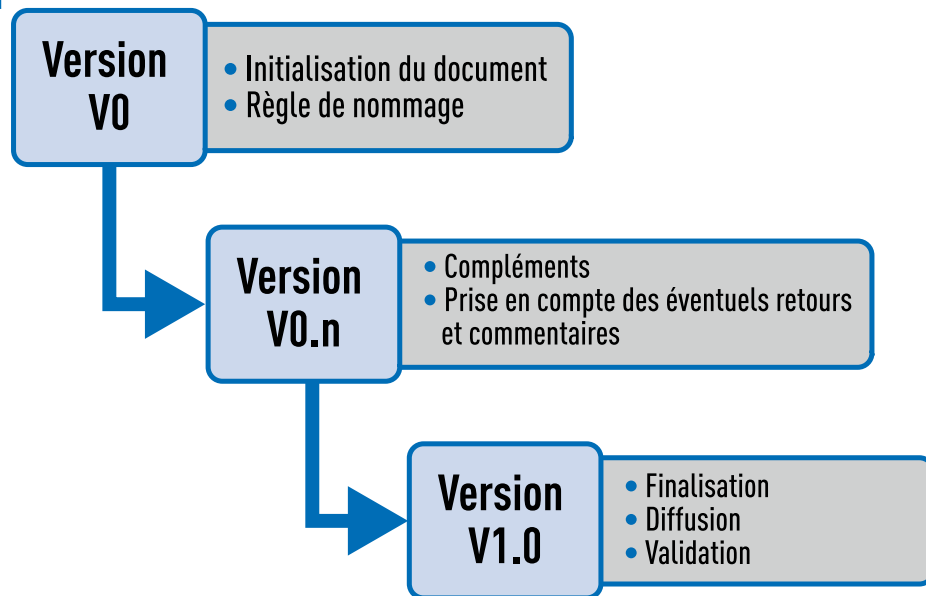 Version
V0
• Initialisation du document
• Règle de nommage
Version
V0.n
• Compléments
• Prise en compte des éventuels retours
et commentaires
Version
V1.0
• Finalisation
• Diffusion
• Validation